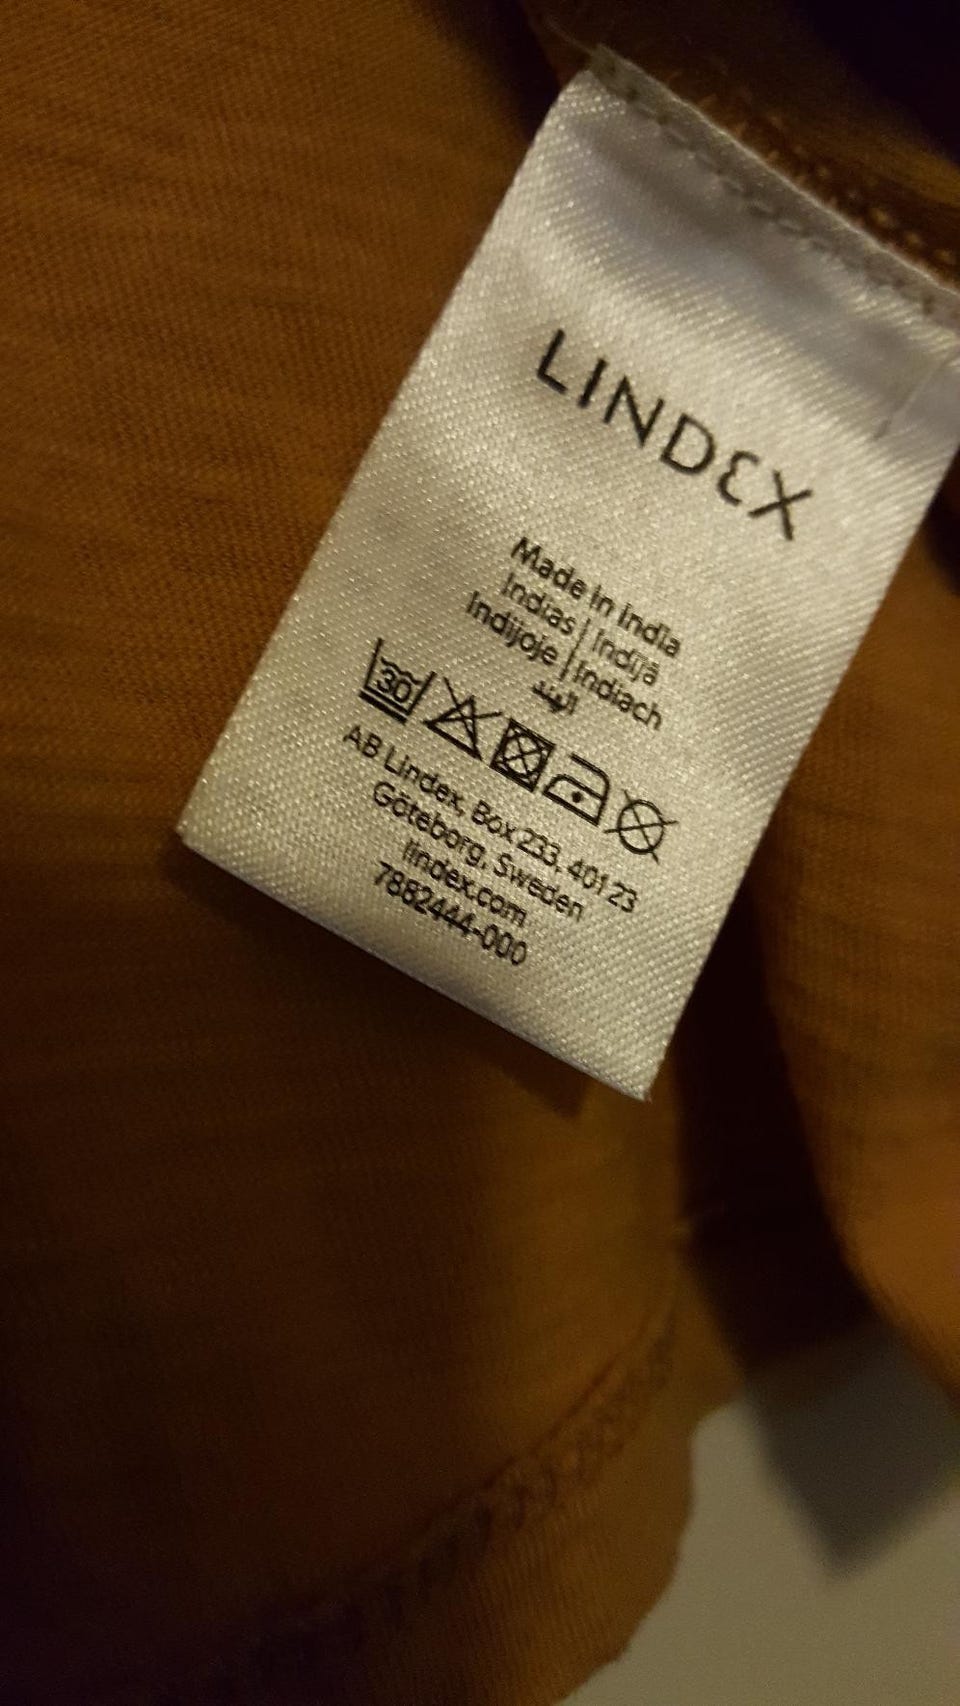 LINDEX
Made in India
Indias | Indijā
Indijoje | Indiach
الهند
30
AB Lindex, Box 233, 401 23
Göteborg, Sweden
lindex.com
7882444-000